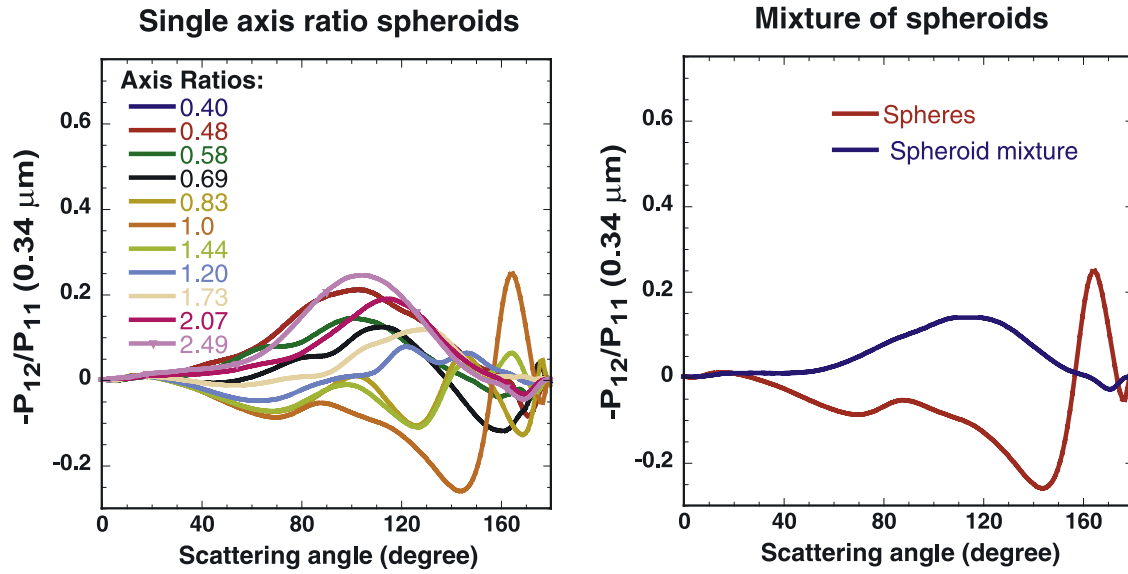 Single axis ratio spheroids
Axis Ratios:
0.40
0.48
0.58
0.69
0.83
1.0
1.44
1.20
1.73
2.07
2.49
-P12/P11 (0.34 μm)
0.6
0.4
0.2
0
-0.2
0 40 80 120 160
Scattering angle (degree)
Mixture of spheroids
Spheres
Spheroid mixture
-P12/P11 (0.34 μm)
0.6
0.4
0.2
0
-0.2
0 40 80 120 160
Scattering angle (degree)